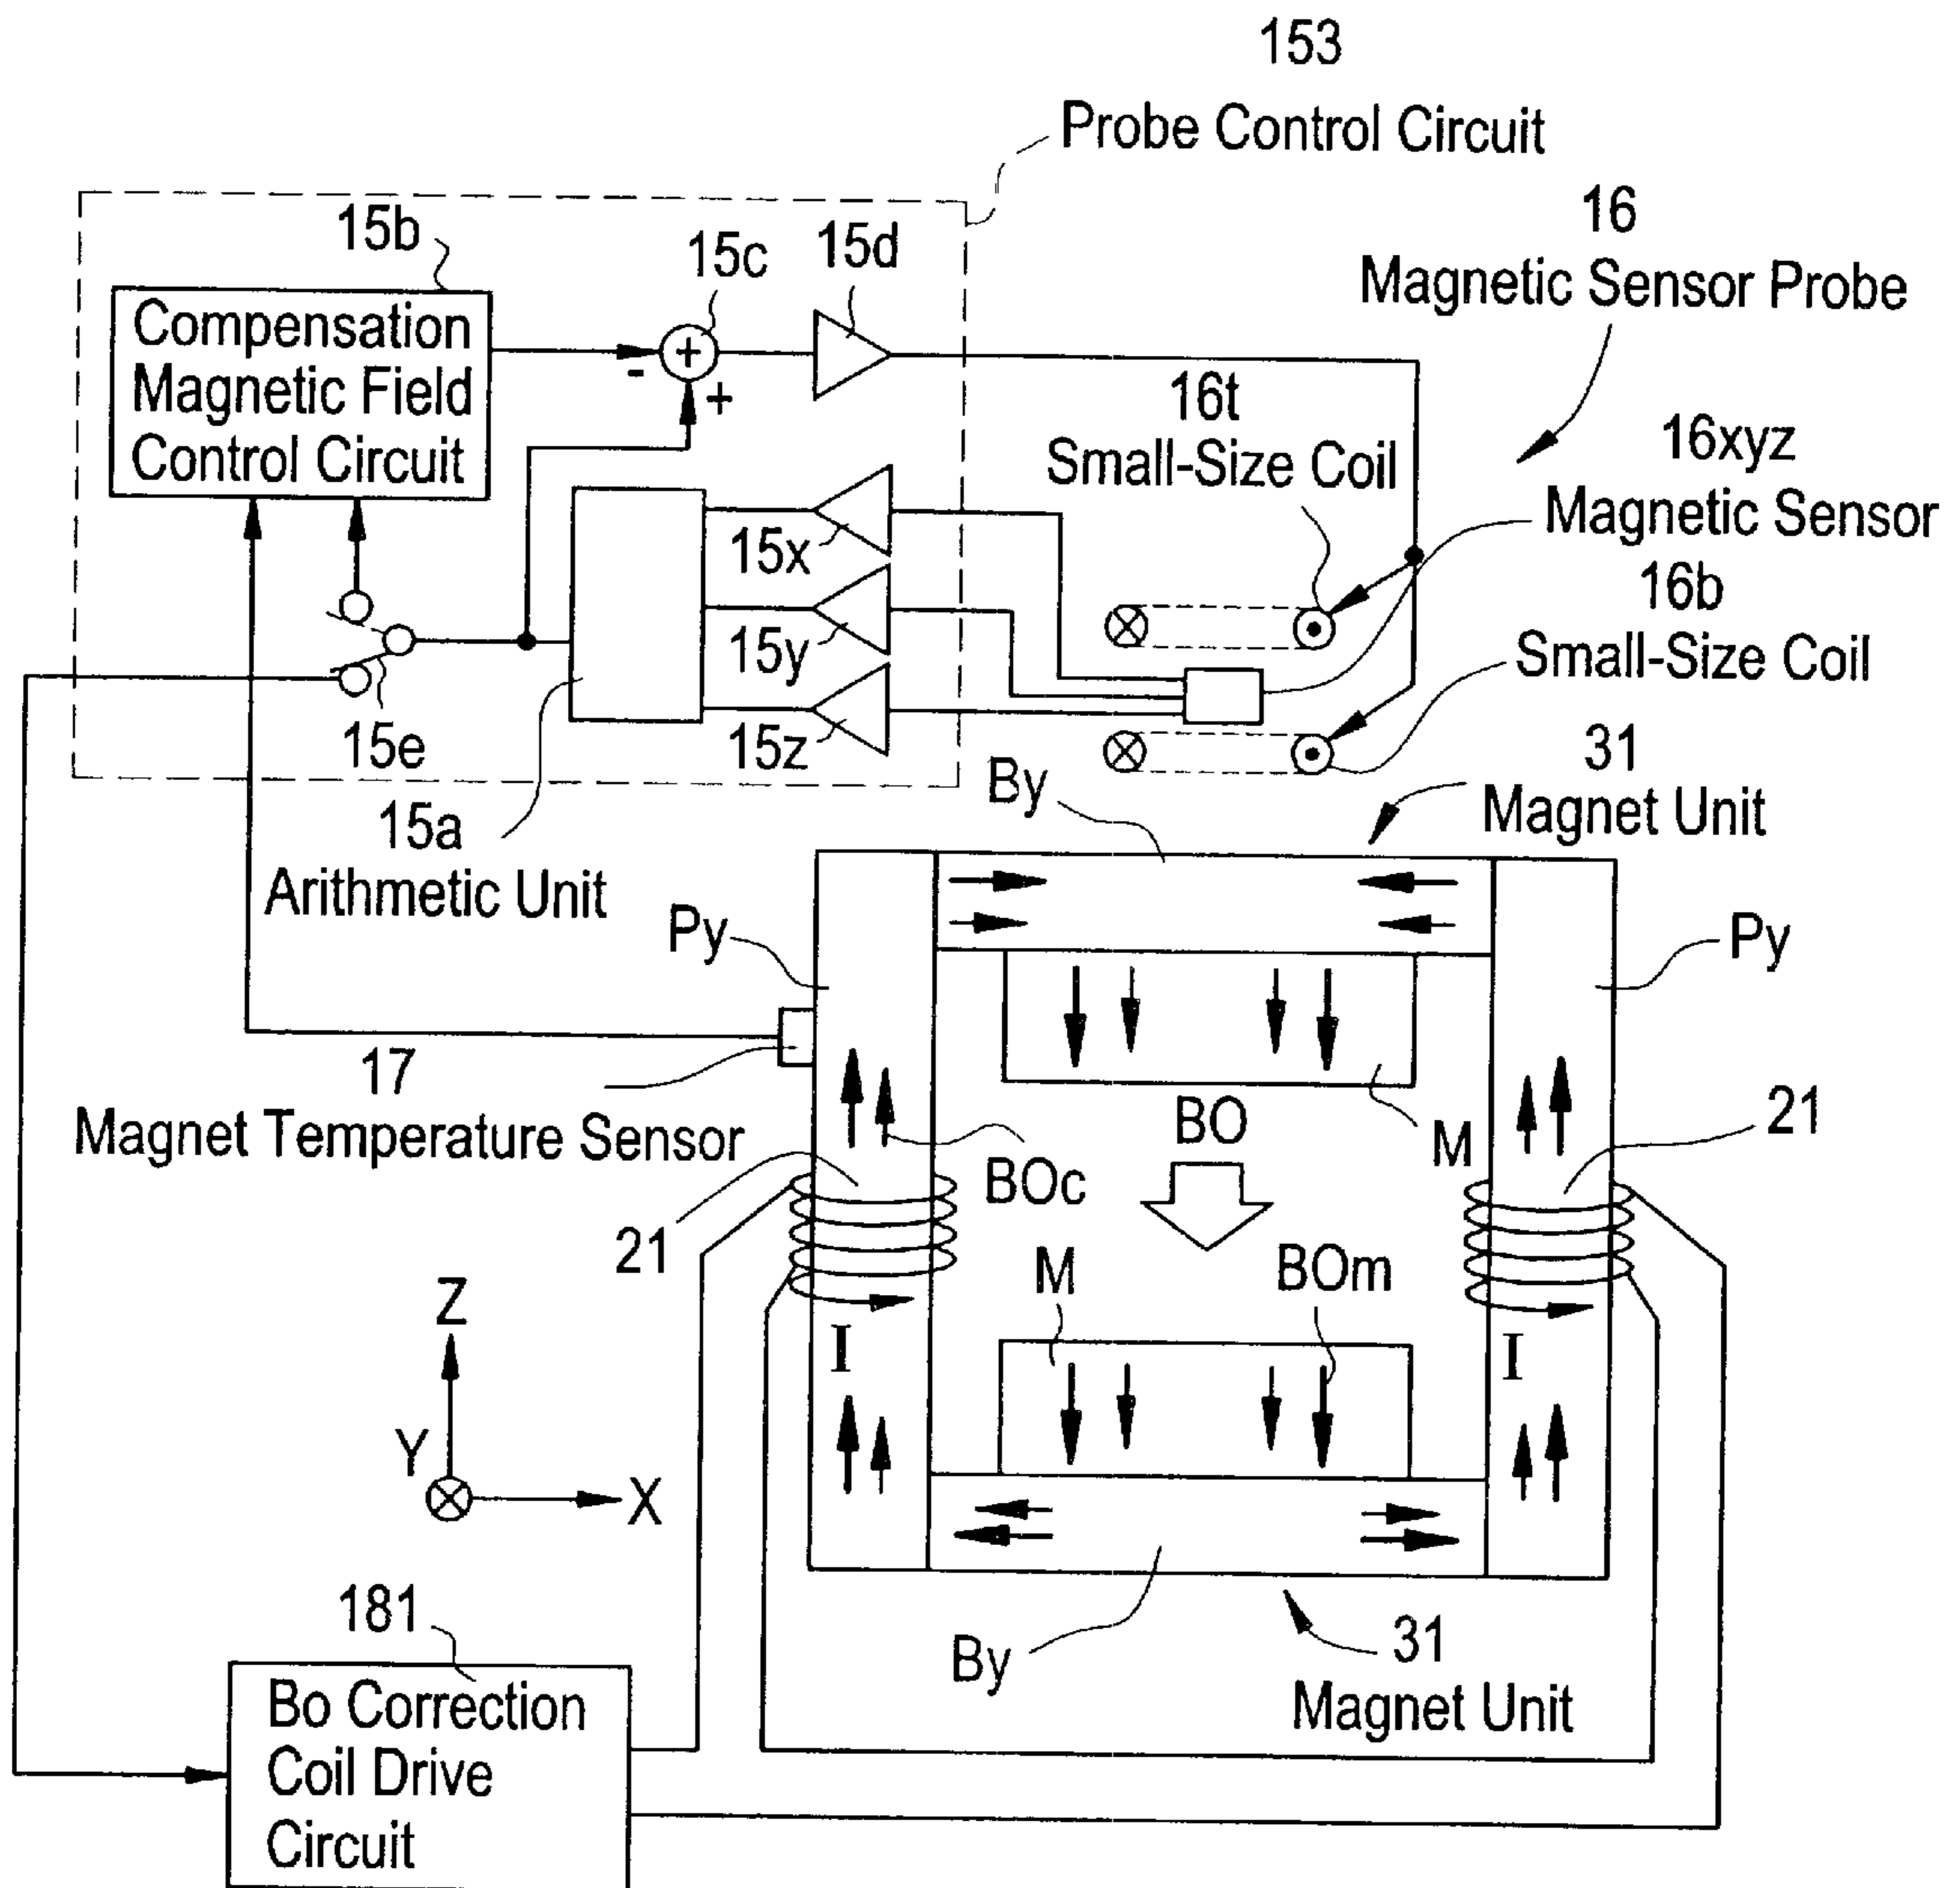 153
Probe Control Circuit
16
Magnetic Sensor Probe
15b
15c
15d
Compensation
Magnetic Field
Control Circuit
-
+
+
16t
Small-Size Coil
16xyz
Magnetic Sensor
16b
Small-Size Coil
15x
15y
15z
15e
15a
Arithmetic Unit
By
31
Magnet Unit
Py
Py
17
Magnet Temperature Sensor
BOc
BO
M
21
21
M
BOm
I
I
Z
Y
X
181
Bo Correction
Coil Drive
Circuit
By
31
Magnet Unit